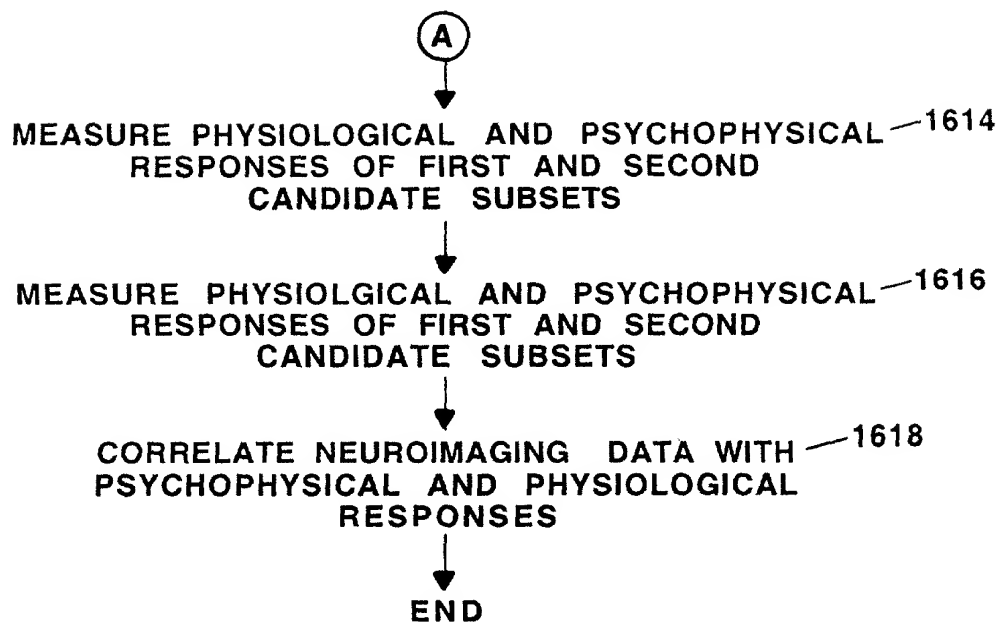 A
MEASURE PHYSIOLOGICAL AND PSYCHOPHYSICAL 1614
RESPONSES OF FIRST AND SECOND
CANDIDATE SUBSETS
MEASURE PHYSIOLGICAL AND PSYCHOPHYSICAL 1616
RESPONSES OF FIRST AND SECOND
CANDIDATE SUBSETS
CORRELATE NEUROIMAGING DATA WITH 1618
PSYCHOPHYSICAL AND PHYSIOLOGICAL
RESPONSES
END